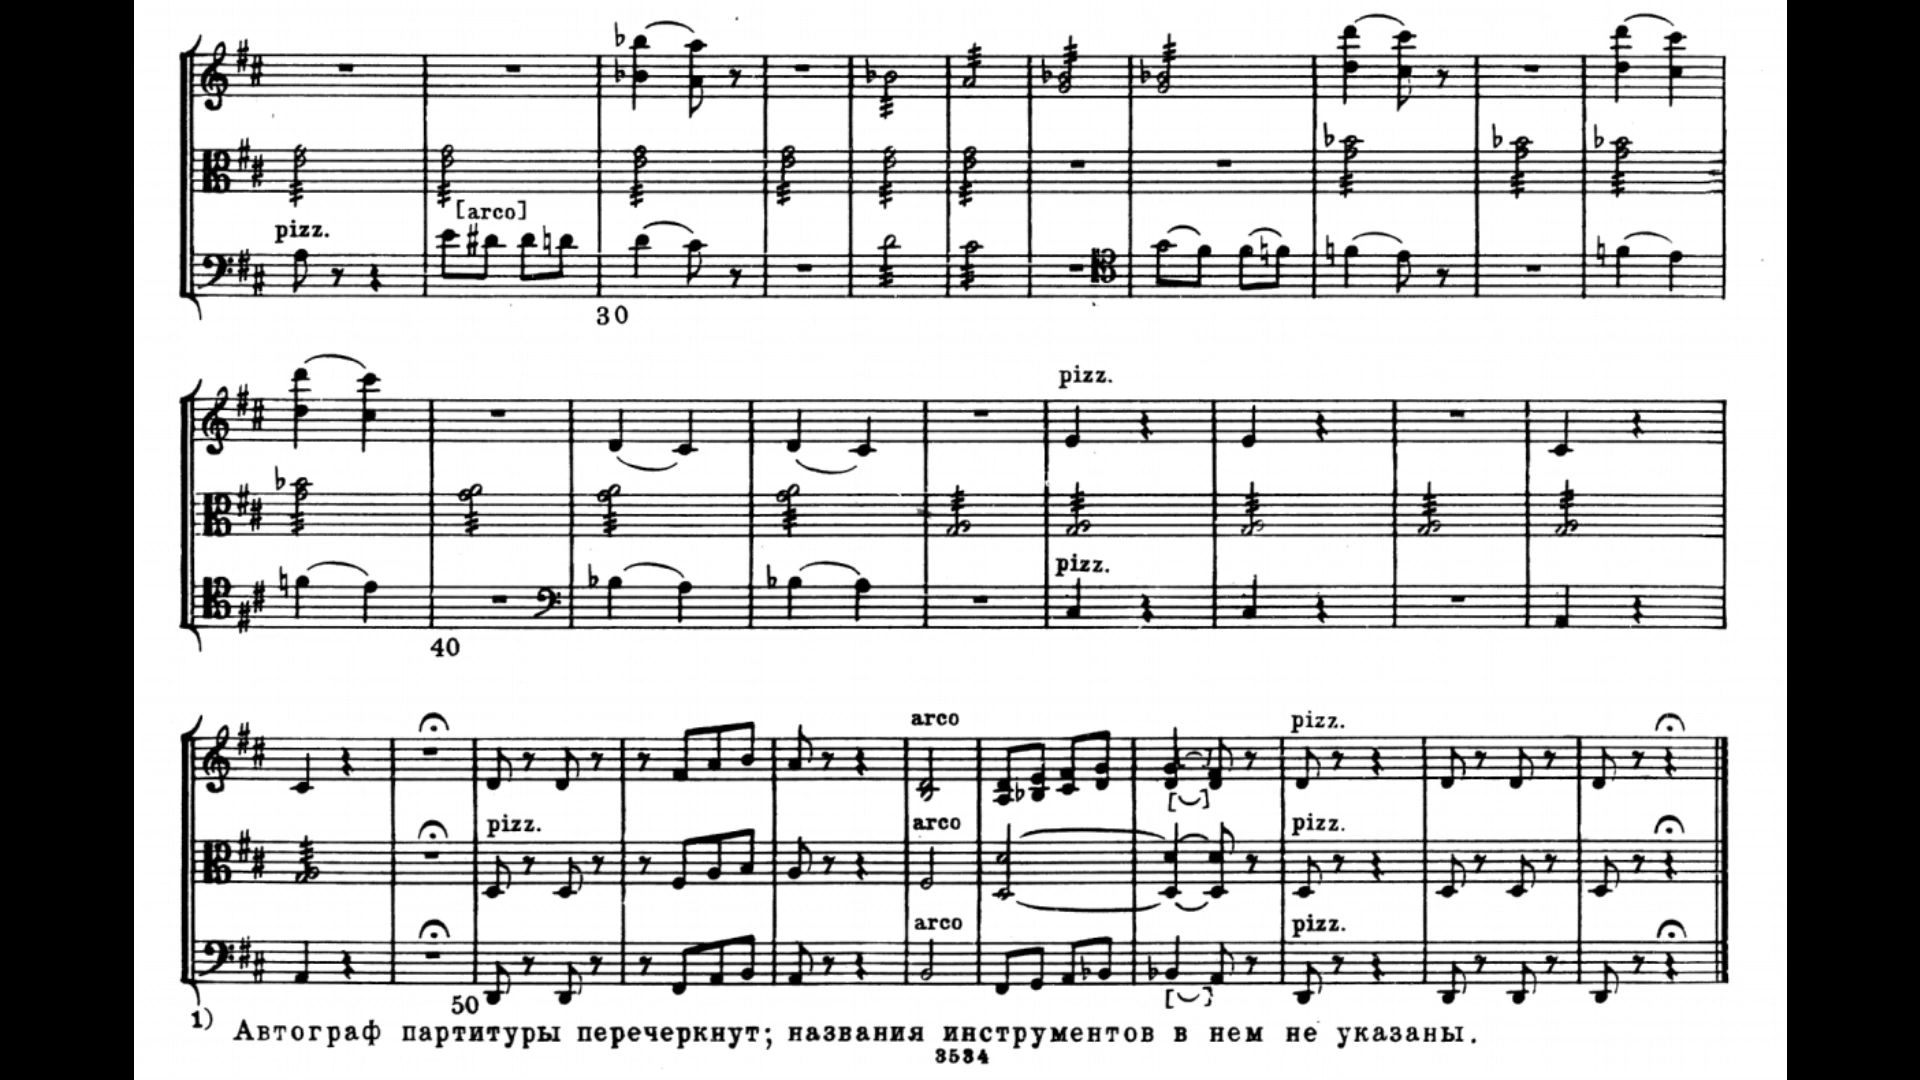 [arco]
pizz.
30
pizz.
pizz.
40
arco
pizz.
pizz.
arco
pizz.
arco
pizz.
50
1) Автограф партитуры перечеркнут; названия инструментов в нем не указаны.
3534